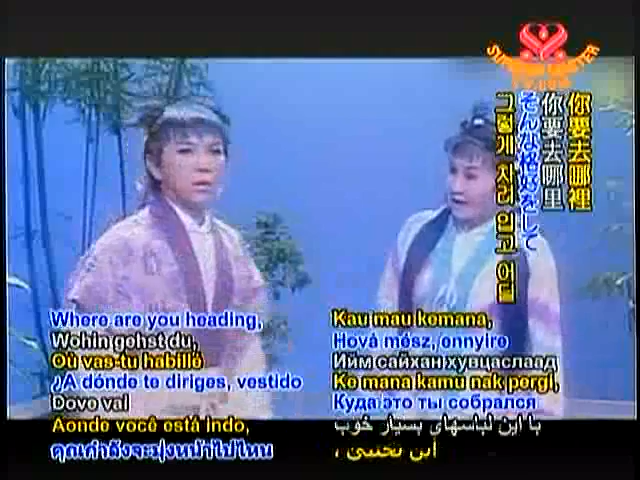 SUPREME MASTER
你要去哪裡
你要去哪里
そんな格好をして
그렇게 차려 입고 어딜
Where are you heading,
Wohin gehst du,
Où vas-tu habillé
¿A dónde te diriges, vestido
Dove vai
Aonde você está indo,
คุณกำลังจะมุ่งหน้าไปไหน
Kau mau kemana,
Hová mész, ennyire
Ийм сайхан хувцаслаад
Ke mana kamu nak pergi,
Куда это ты собрался
با این لباسهای بسیار خوب